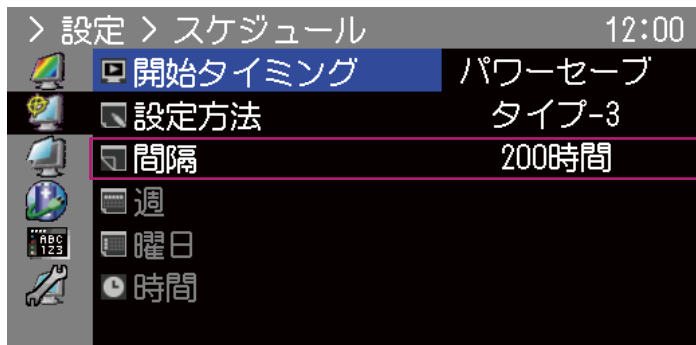 > 設定 > スケジュール 12:00
開始タイミング パワーセーブ
設定方法 タイプ-3
間隔 200時間
週
曜日
ABC
123
時間